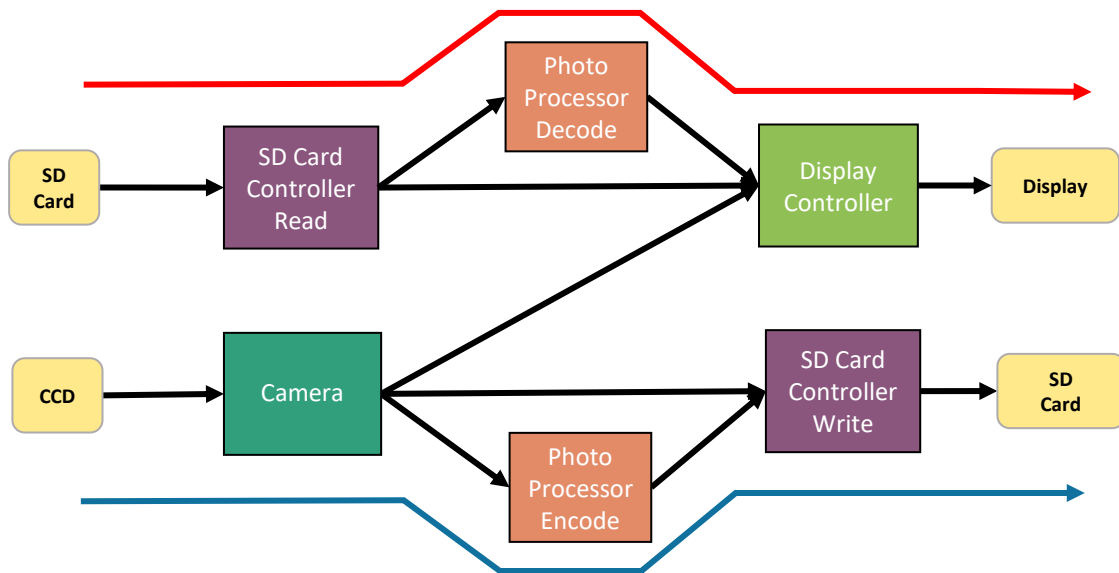 Photo
Processor
Decode
SD
Card
SD Card
Controller
Read
Display
Controller
Display
CCD
Camera
SD Card
Controller
Write
SD
Card
Photo
Processor
Encode